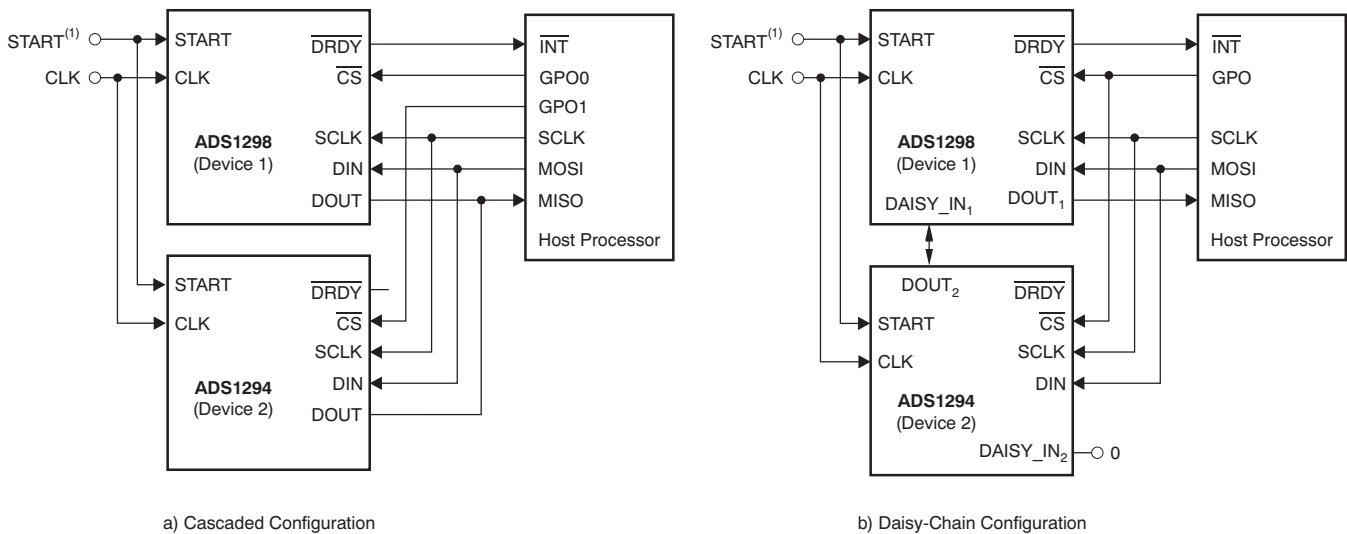 START(1)
CLK
START
CLK
ADS1298
(Device 1)
DRDY
CS
SCLK
DIN
DOUT
INT
GPO0
GPO1
SCLK
MOSI
MISO
Host Processor
START
CLK
ADS1294
(Device 2)
DRDY
CS
SCLK
DIN
DOUT
a) Cascaded Configuration
START(1)
CLK
START
CLK
ADS1298
(Device 1)
DRDY
CS
SCLK
DIN
DOUT1
DAISY_IN1
INT
GPO
SCLK
MOSI
MISO
Host Processor
DOUT2
START
CLK
ADS1294
(Device 2)
DRDY
CS
SCLK
DIN
DAISY_IN2
0
b) Daisy-Chain Configuration